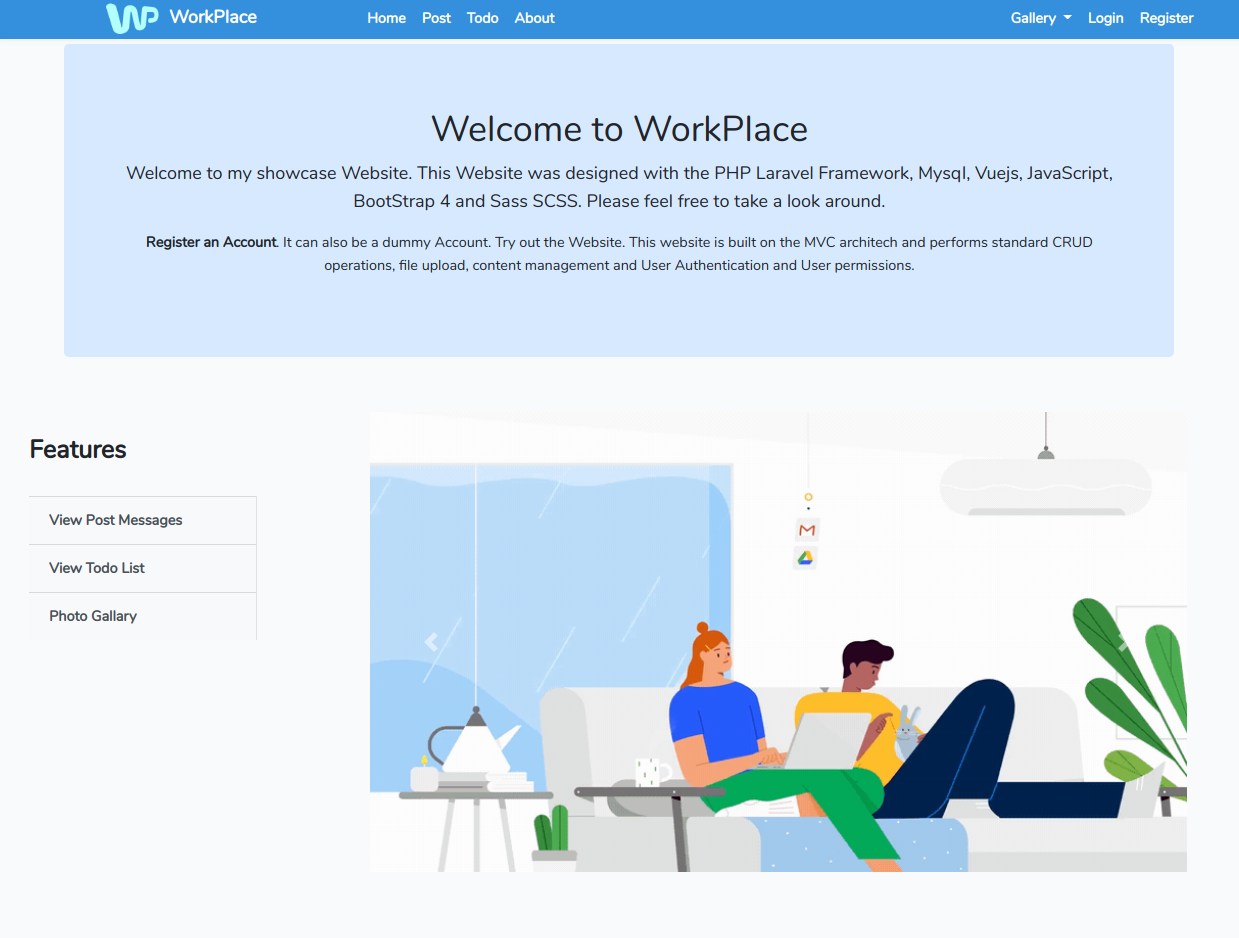 WP WorkPlace Home Post Todo About Gallery Login Register
Welcome to WorkPlace
Welcome to my showcase Website. This Website was designed with the PHP Laravel Framework, Mysql, Vuejs, JavaScript,
BootStrap 4 and Sass SCSS. Please feel free to take a look around.
Register an Account. It can also be a dummy Account. Try out the Website. This website is built on the MVC architech and performs standard CRUD
operations, file upload, content management and User Authentication and User permissions.
Features
View Post Messages
View Todo List
Photo Gallary